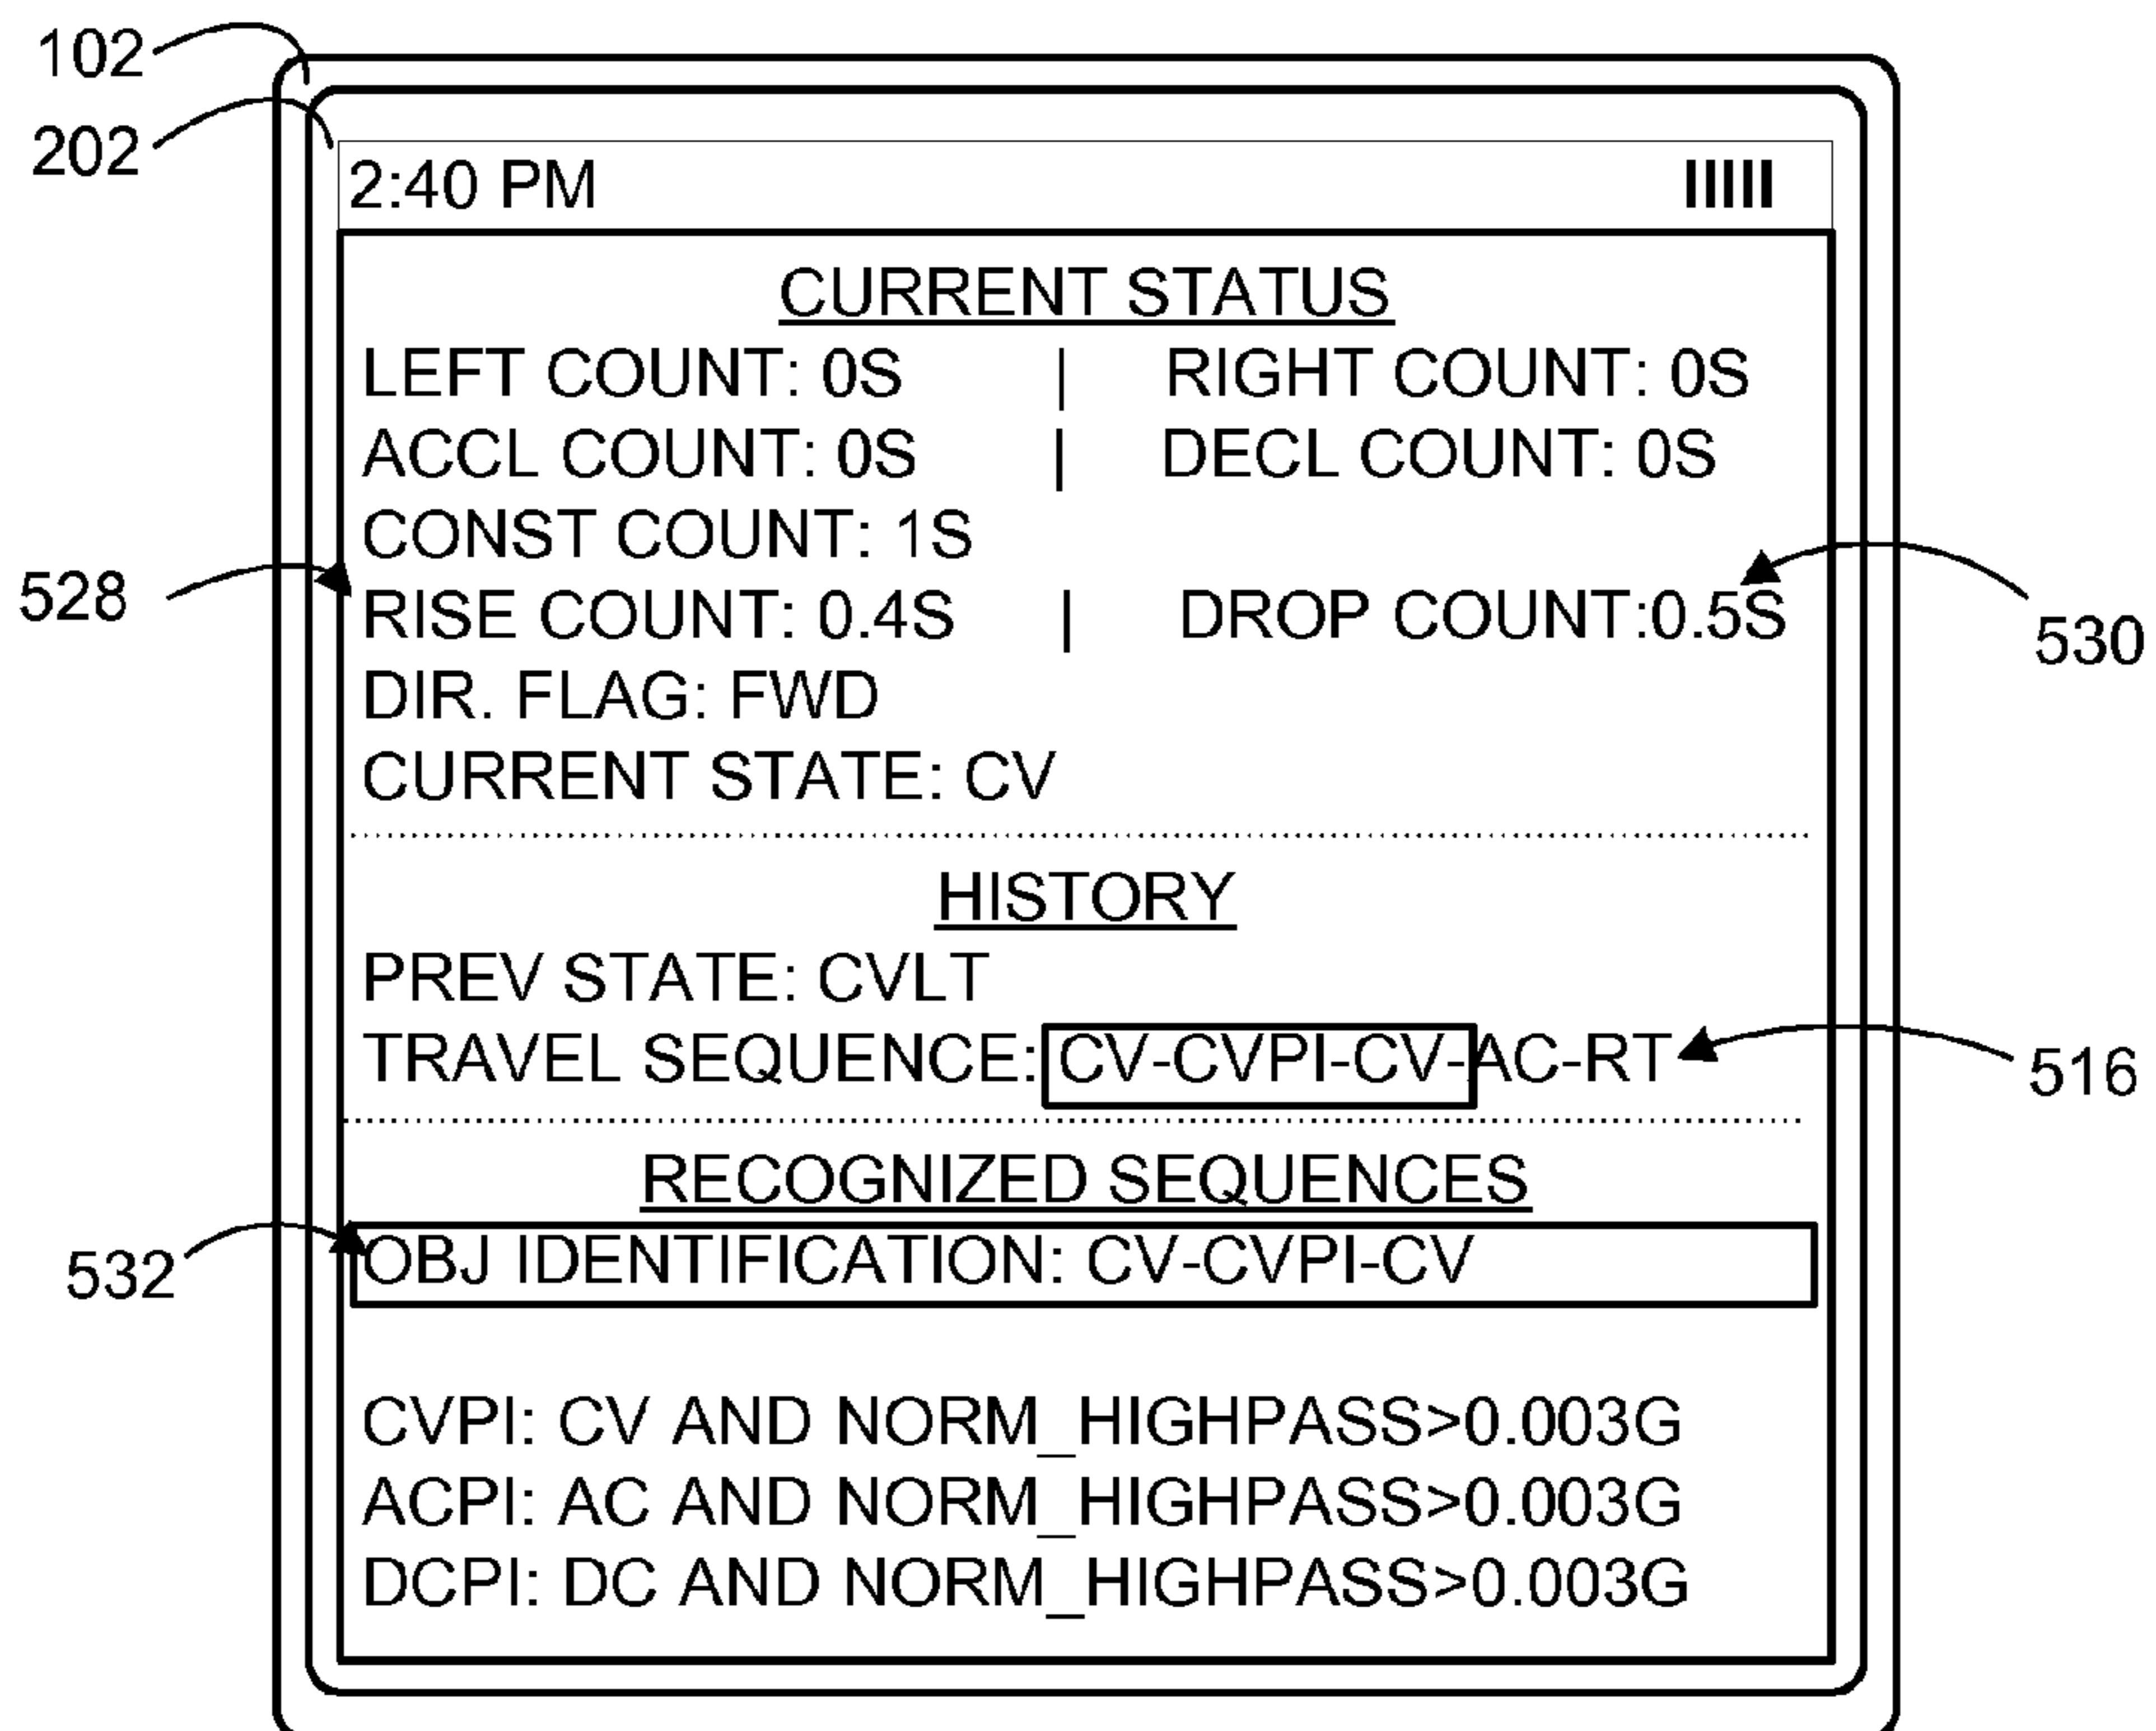 102
202
2:40 PM
CURRENT STATUS
LEFT COUNT: 0S | RIGHT COUNT: 0S
ACCL COUNT: 0S | DECL COUNT: 0S
CONST COUNT: 1S
528
RISE COUNT: 0.4S | DROP COUNT:0.5S
530
DIR. FLAG: FWD
CURRENT STATE: CV
HISTORY
PREV STATE: CVLT
TRAVEL SEQUENCE: CV-CVPI-CV-AC-RT
516
RECOGNIZED SEQUENCES
532
OBJ IDENTIFICATION: CV-CVPI-CV
CVPI: CV AND NORM_HIGHPASS>0.003G
ACPI: AC AND NORM_HIGHPASS>0.003G
DCPI: DC AND NORM_HIGHPASS>0.003G